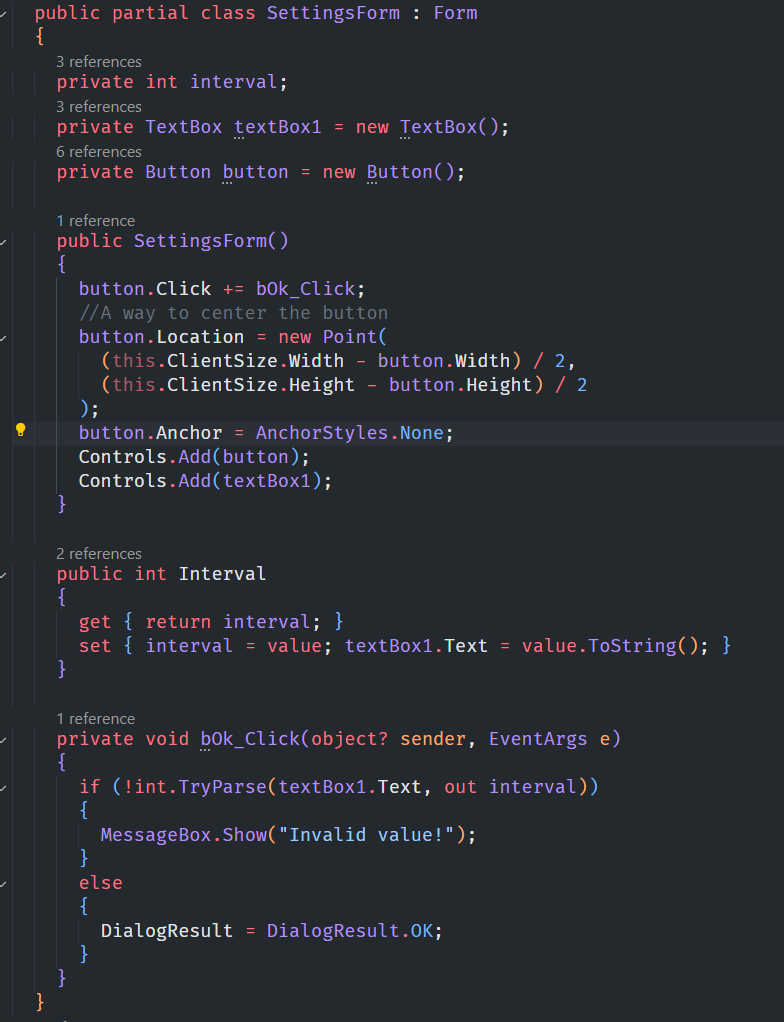 public partial class SettingsForm : Form
{
3 references
private int interval;
3 references
private TextBox textBox1 = new TextBox();
6 references
private Button button = new Button();
1 reference
public SettingsForm()
{
button.Click += bOk_Click;
//A way to center the button
button.Location = new Point(
(this.ClientSize.Width - button.Width) / 2,
(this.ClientSize.Height - button.Height) / 2
);
button.Anchor = AnchorStyles.None;
Controls.Add(button);
Controls.Add(textBox1);
}
2 references
public int Interval
{
get { return interval; }
set { interval = value; textBox1.Text = value.ToString(); }
}
1 reference
private void bOk_Click(object? sender, EventArgs e)
{
if (!int.TryParse(textBox1.Text, out interval))
{
MessageBox.Show("Invalid value!");
}
else
{
DialogResult = DialogResult.OK;
}
}
}